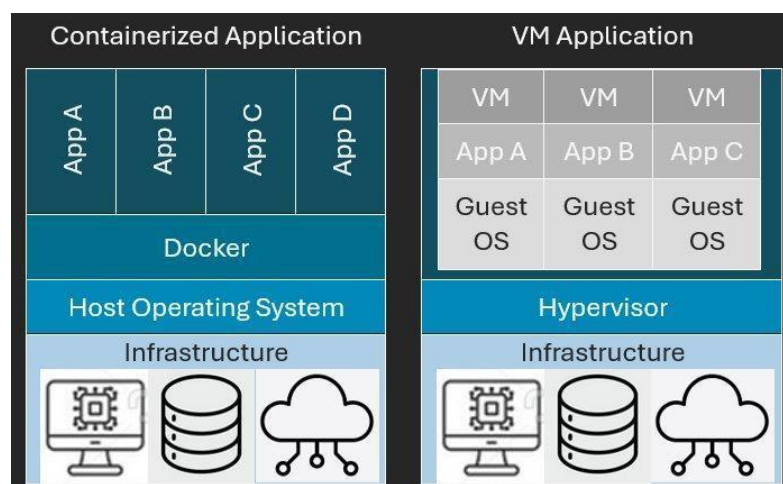 Containerized Application
App A
App B
App C
App D
Docker
Host Operating System
Infrastructure
VM Application
VM VM VM
App A App B App C
Guest Guest Guest
OS OS OS
Hypervisor
Infrastructure